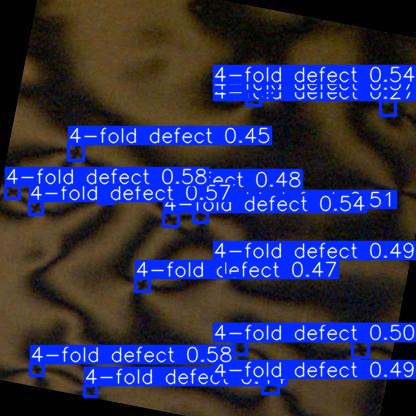 4-fold defect 0.54
4-fold defect 0.27
4-fold defect 0.45
4-fold defect 0.58
ect 0.48
4-fold defect 0.57
51
4-fold defect 0.54
4-fold defect 0.49
4-fold defect 0.47
4-fold defect 0.50
4-fold defect 0.58
4-fold defect 0.49
4-fold defect